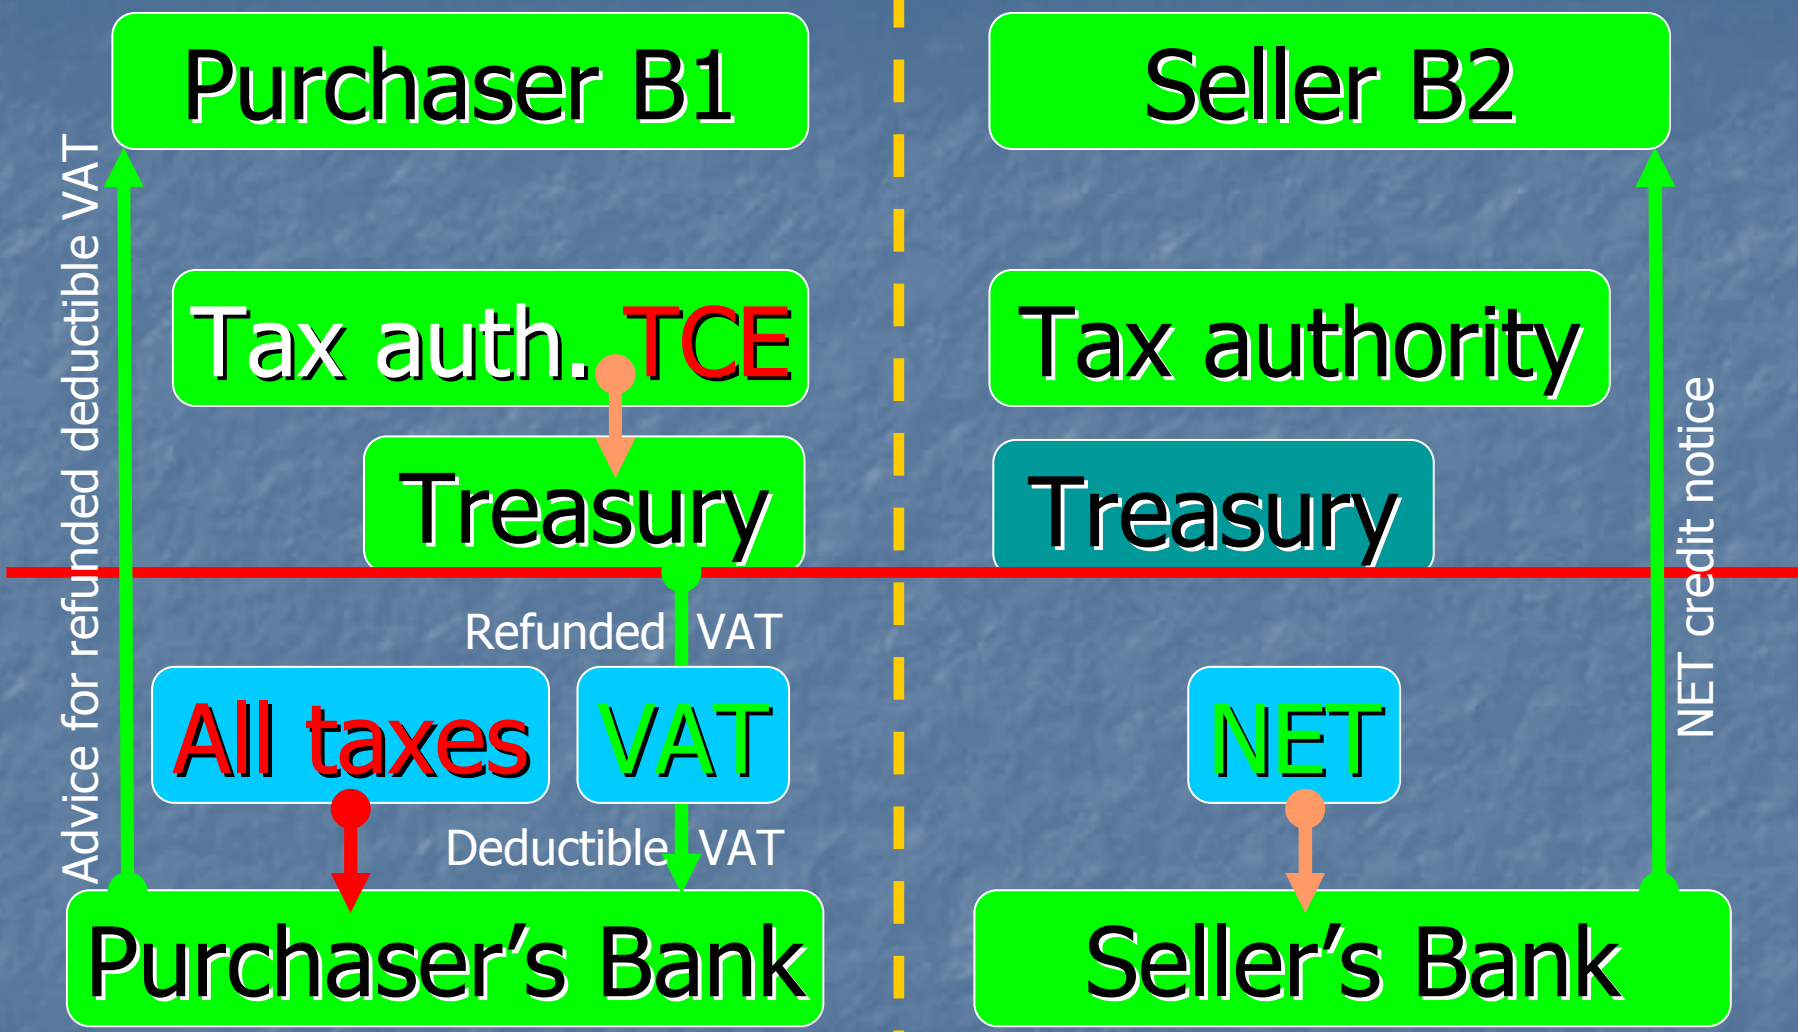 Purchaser B1
Seller B2
Advice for refunded deductible VAT
Tax auth. TCE
Tax authority
Treasury
Treasury
NET credit notice
Refunded VAT
All taxes
VAT
NET
Deductible VAT
Purchaser’s Bank
Seller’s Bank